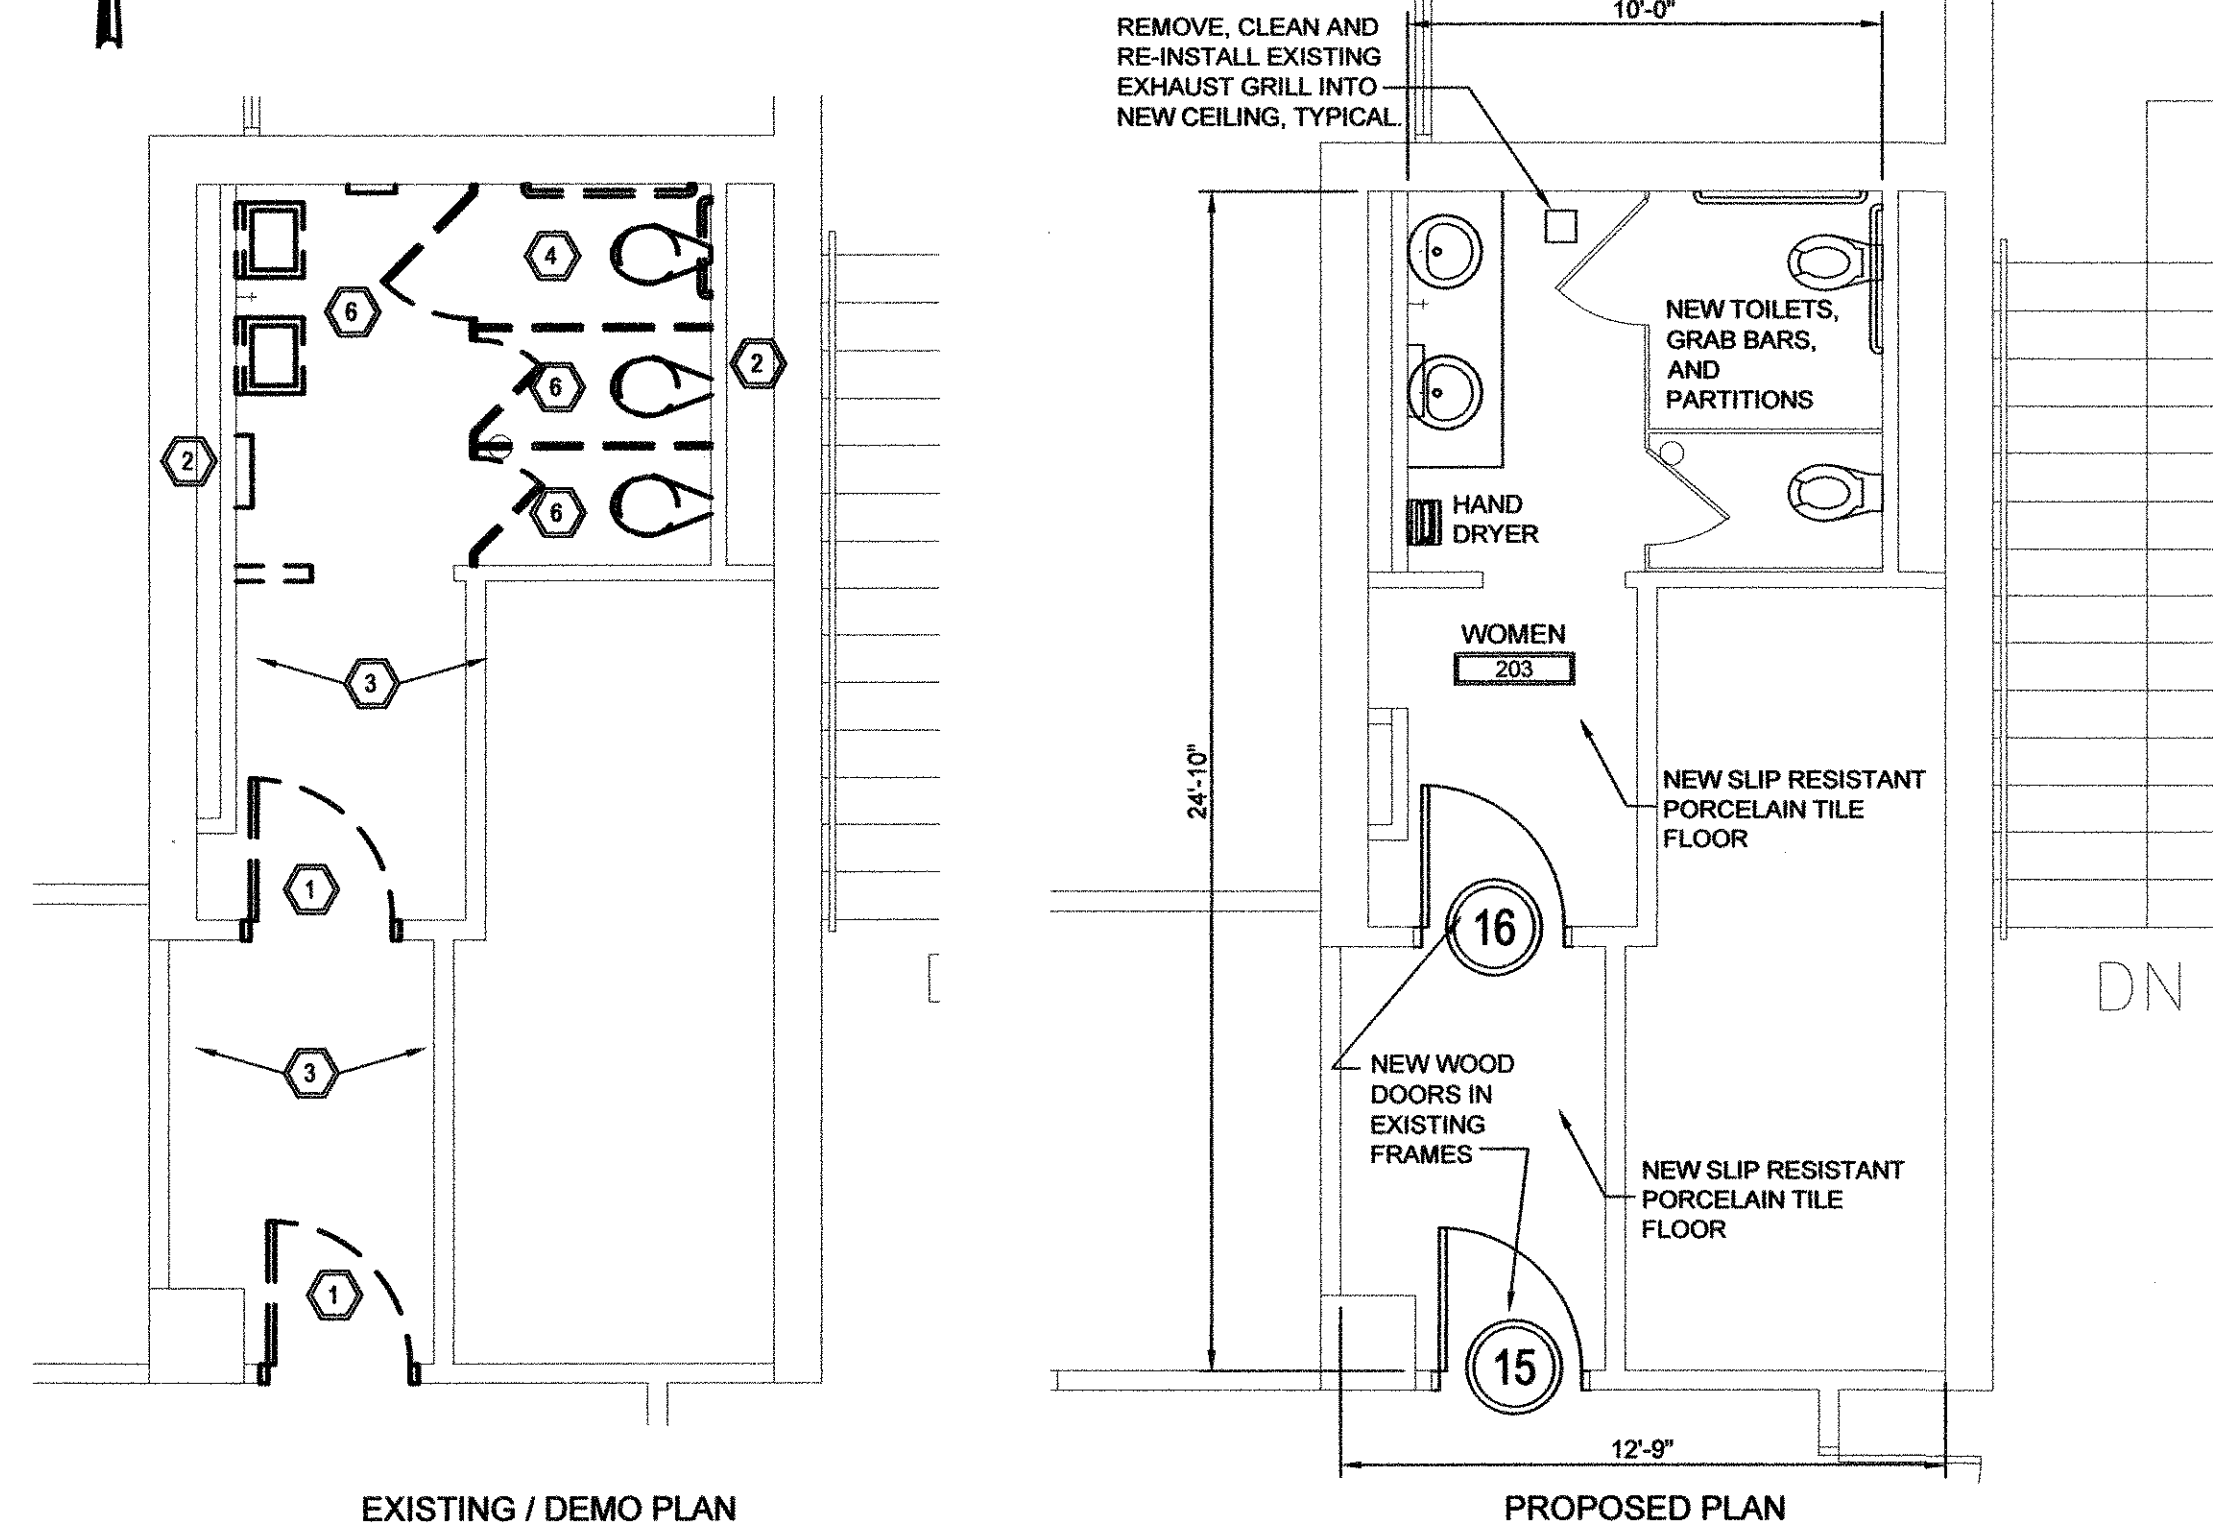 4
6
2
6
2
6
3
1
3
1
EXISTING / DEMO PLAN
10'-0"
REMOVE, CLEAN AND
RE-INSTALL EXISTING
EXHAUST GRILL INTO
NEW CEILING, TYPICAL.
NEW TOILETS,
GRAB BARS,
AND
PARTITIONS
HAND
DRYER
WOMEN
203
24'-10"
NEW SLIP RESISTANT
PORCELAIN TILE
FLOOR
16
DN
NEW WOOD
DOORS IN
EXISTING
FRAMES
NEW SLIP RESISTANT
PORCELAIN TILE
FLOOR
15
12'-9"
PROPOSED PLAN